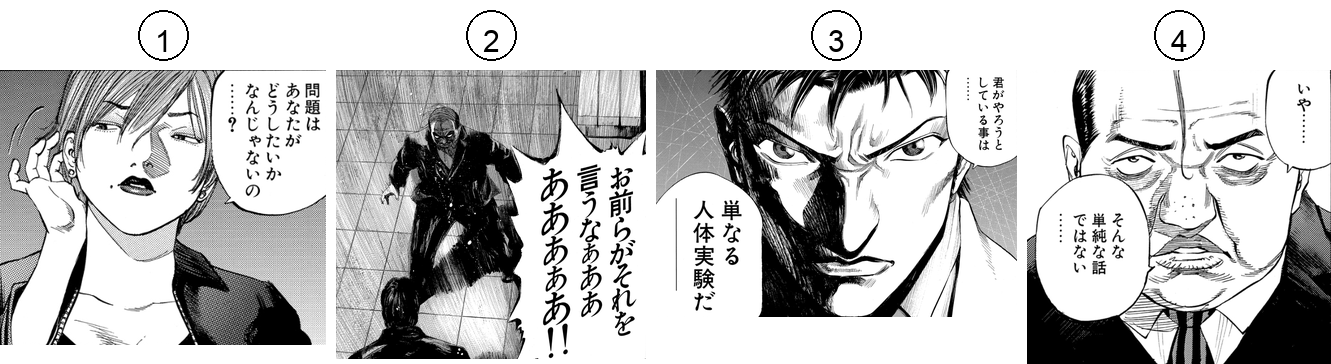 1
問題は
あなたが
どうしたいか
なんじゃないの
……?
2
お前らがそれを
言うなぁああ
あああぁあ!!
3
君がやろうと
している事は
……
単なる
人体実験だ
4
いや……
そんな
単純な話
ではない
……